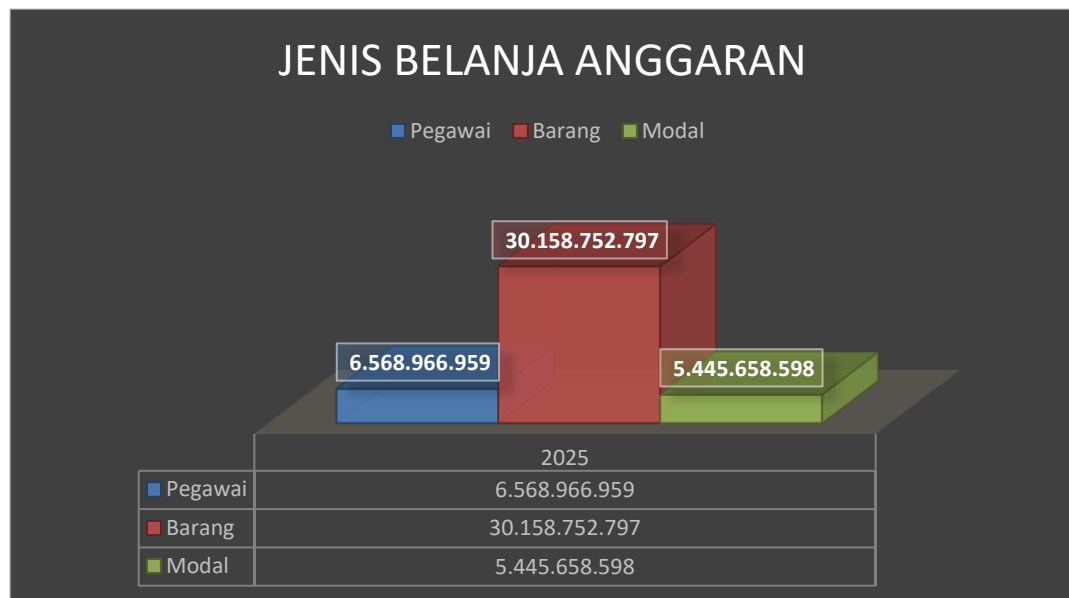 JENIS BELANJA ANGGARAN
Pegawai Barang Modal
30.158.752.797
6.568.966.959
5.445.658.598
2025
Pegawai 6.568.966.959
Barang 30.158.752.797
Modal 5.445.658.598